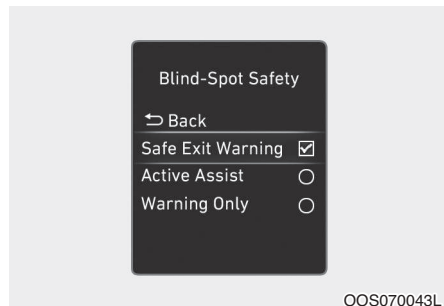 Blind-Spot Safety
Back
Safe Exit Warning
Active Assist
Warning Only
OOS070043L